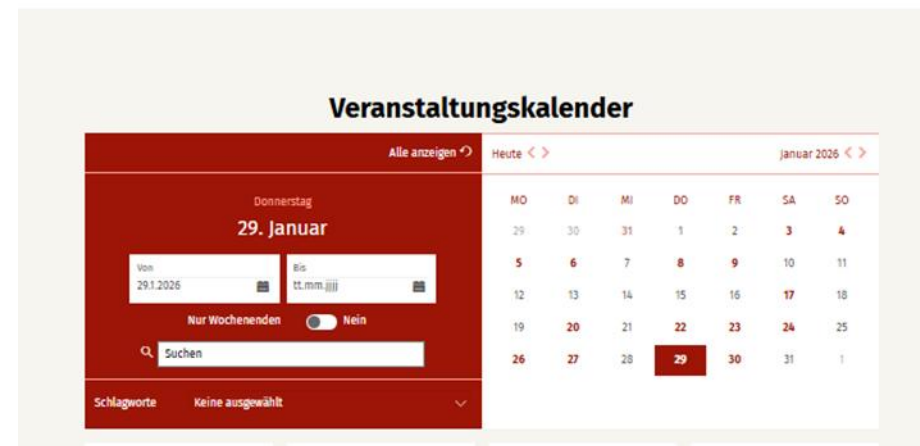 Veranstaltungskalender
Alle anzeigen
Donnerstag
29. Januar
Von
29.1.2026
Bis
tt.mm.jjjj
Nur Wochenenden Nein
Suchen
Schlagworte Keine ausgewählt
Heute < > Januar 2026 < >
MO DI MI DO FR SA SO
29 30 31 1 2 3 4
5 6 7 8 9 10 11
12 13 14 15 16 17 18
19 20 21 22 23 24 25
26 27 28 29 30 31 1